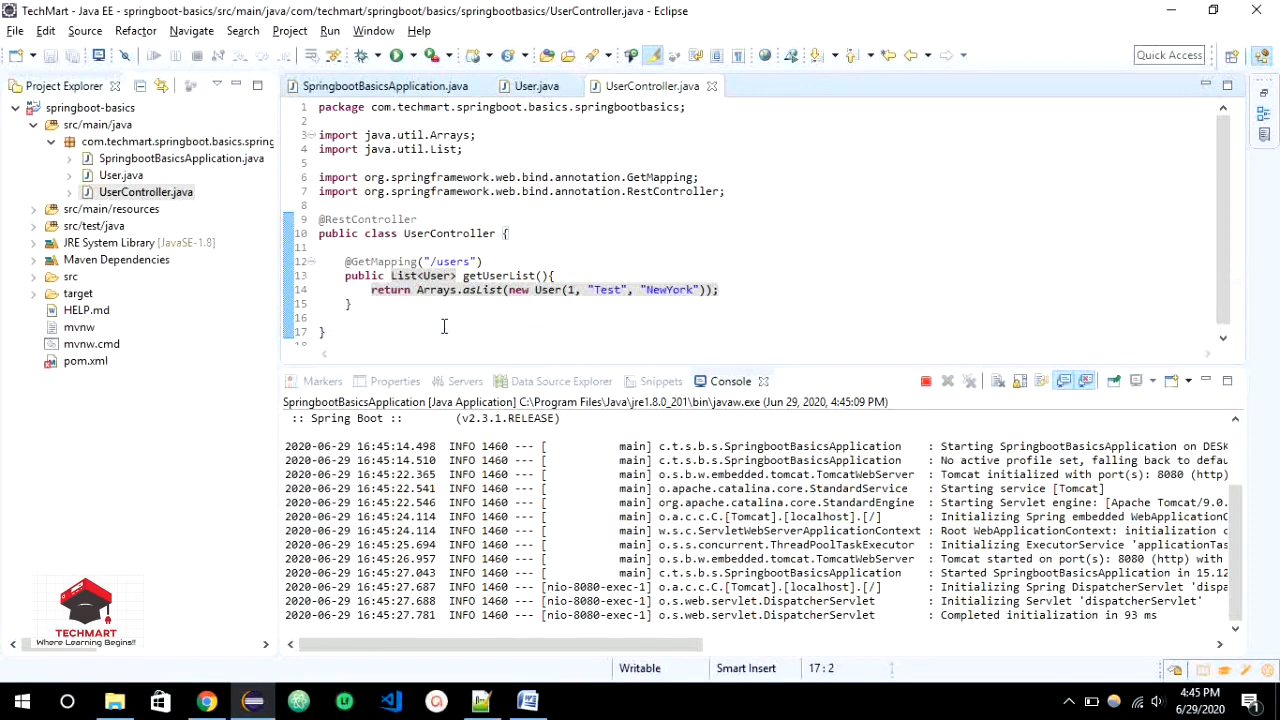 TechMart - Java EE - springboot-basics/src/main/java/com/techmart/springboot/basics/springbootbasics/UserController.java - Eclipse
File Edit Source Refactor Navigate Search Project Run Window Help
Quick Access
Project Explorer
springboot-basics
src/main/java
com.techmart.springboot.basics.spring
SpringbootBasicsApplication.java
User.java
UserController.java
src/main/resources
src/test/java
JRE System Library [JavaSE-1.8]
Maven Dependencies
src
target
HELP.md
mvnw
mvnw.cmd
pom.xml
SpringbootBasicsApplication.java User.java UserController.java
1 package com.techmart.springboot.basics.springbootbasics;
2
3 import java.util.Arrays;
4 import java.util.List;
5
6 import org.springframework.web.bind.annotation.GetMapping;
7 import org.springframework.web.bind.annotation.RestController;
8
9 @RestController
10 public class UserController {
11
12 @GetMapping("/users")
13 public List<User> getUserList(){
14 return Arrays.asList(new User(1, "Test", "NewYork"));
15 }
16
17 }
18
Markers Properties Servers Data Source Explorer Snippets Console
SpringbootBasicsApplication [Java Application] C:\Program Files\Java\jre1.8.0_201\bin\javaw.exe (Jun 29, 2020, 4:45:09 PM)
:: Spring Boot :: (v2.3.1.RELEASE)
2020-06-29 16:45:14.498 INFO 1460 --- [ main] c.t.s.b.s.SpringbootBasicsApplication : Starting SpringbootBasicsApplication on DESK
2020-06-29 16:45:14.510 INFO 1460 --- [ main] c.t.s.b.s.SpringbootBasicsApplication : No active profile set, falling back to defau
2020-06-29 16:45:22.365 INFO 1460 --- [ main] o.s.b.w.embedded.tomcat.TomcatWebServer : Tomcat initialized with port(s): 8080 (http)
2020-06-29 16:45:22.541 INFO 1460 --- [ main] o.apache.catalina.core.StandardService : Starting service [Tomcat]
2020-06-29 16:45:22.546 INFO 1460 --- [ main] org.apache.catalina.core.StandardEngine : Starting Servlet engine: [Apache Tomcat/9.0.
2020-06-29 16:45:24.114 INFO 1460 --- [ main] o.a.c.c.C.[Tomcat].[localhost].[/] : Initializing Spring embedded WebApplicationC
2020-06-29 16:45:24.114 INFO 1460 --- [ main] w.s.c.ServletWebServerApplicationContext : Root WebApplicationContext: initialization c
2020-06-29 16:45:25.694 INFO 1460 --- [ main] o.s.s.concurrent.ThreadPoolTaskExecutor : Initializing ExecutorService 'applicationTas
2020-06-29 16:45:26.957 INFO 1460 --- [ main] o.s.b.w.embedded.tomcat.TomcatWebServer : Tomcat started on port(s): 8080 (http) with
2020-06-29 16:45:27.043 INFO 1460 --- [ main] c.t.s.b.s.SpringbootBasicsApplication : Started SpringbootBasicsApplication in 15.12
2020-06-29 16:45:27.687 INFO 1460 --- [nio-8080-exec-1] o.a.c.c.C.[Tomcat].[localhost].[/] : Initializing Spring DispatcherServlet 'dispa
2020-06-29 16:45:27.688 INFO 1460 --- [nio-8080-exec-1] o.s.web.servlet.DispatcherServlet : Initializing Servlet 'dispatcherServlet'
2020-06-29 16:45:27.781 INFO 1460 --- [nio-8080-exec-1] o.s.web.servlet.DispatcherServlet : Completed initialization in 93 ms
TECHMART
Where Learning Begins!!
Writable Smart Insert 17 : 2
4:45 PM
6/29/2020